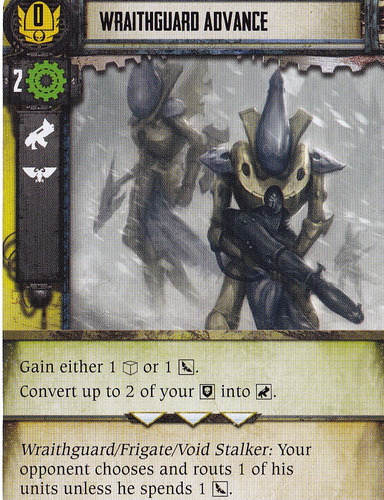 0
WRAITHGUARD ADVANCE
2
Gain either 1 or 1 .
Convert up to 2 of your into .
Wraithguard/Frigate/Void Stalker: Your
opponent chooses and routs 1 of his
units unless he spends 1 .